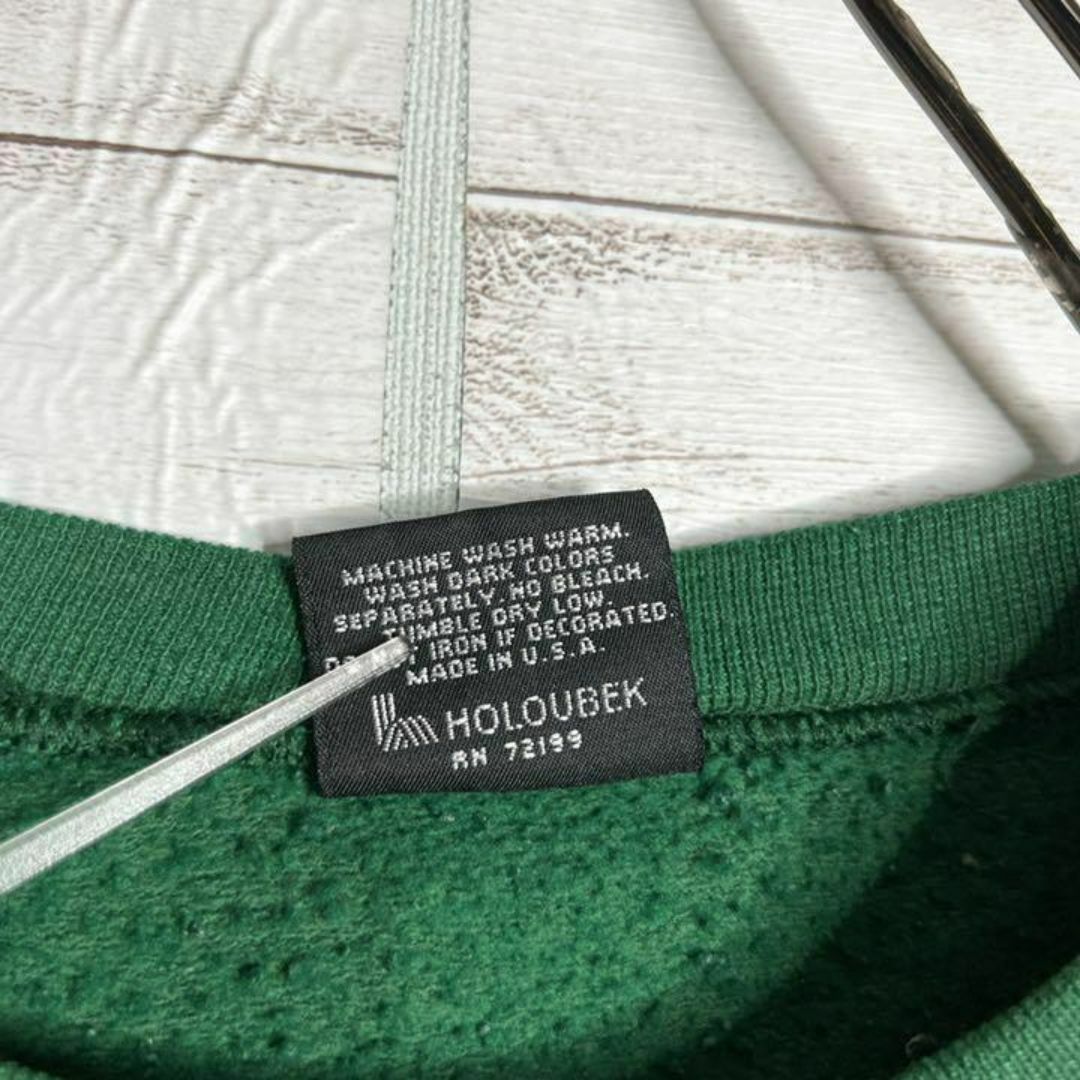 MACHINE WASH WARM.
WASH DARK COLORS
SEPARATELY. NO BLEACH.
TUMBLE DRY LOW.
IRON IF DECORATED.
MADE IN U.S.A.
HOLOUBEK
RN 72199